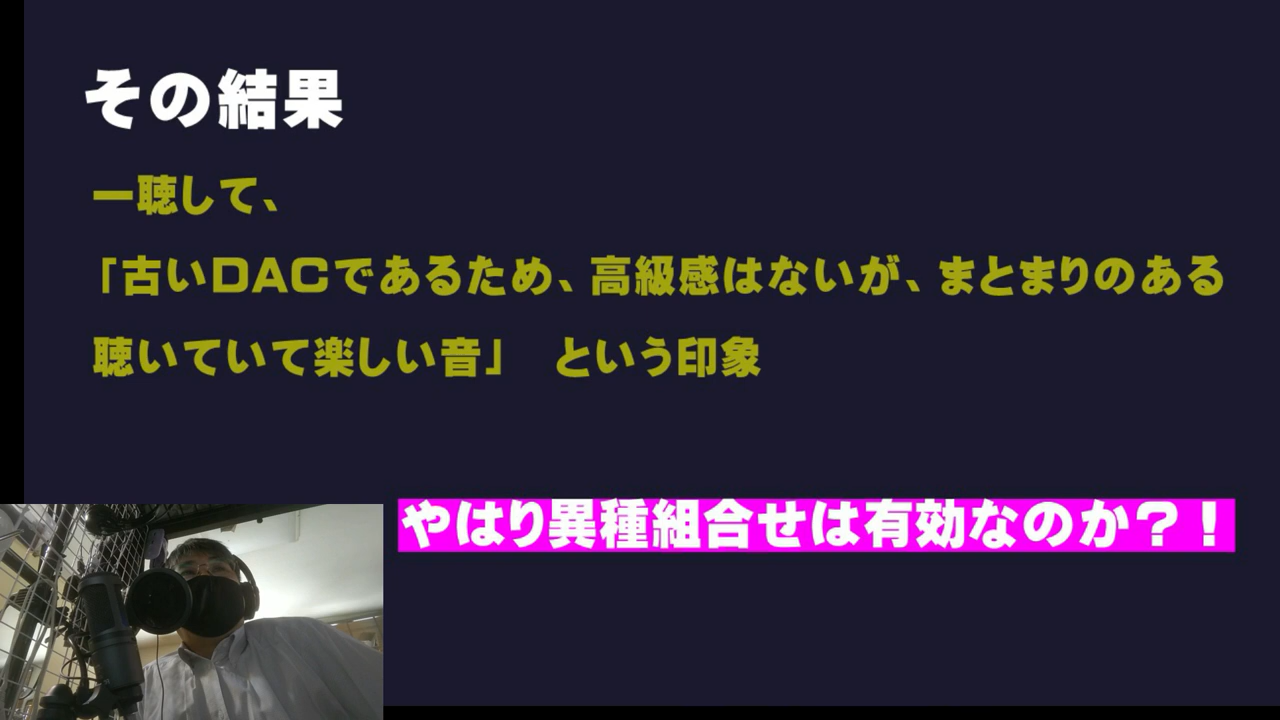 その結果
一聴して、
「古いDACであるため、高級感はないが、まとまりのある
聴いていて楽しい音」　という印象
やはり異種組合せは有効なのか？！